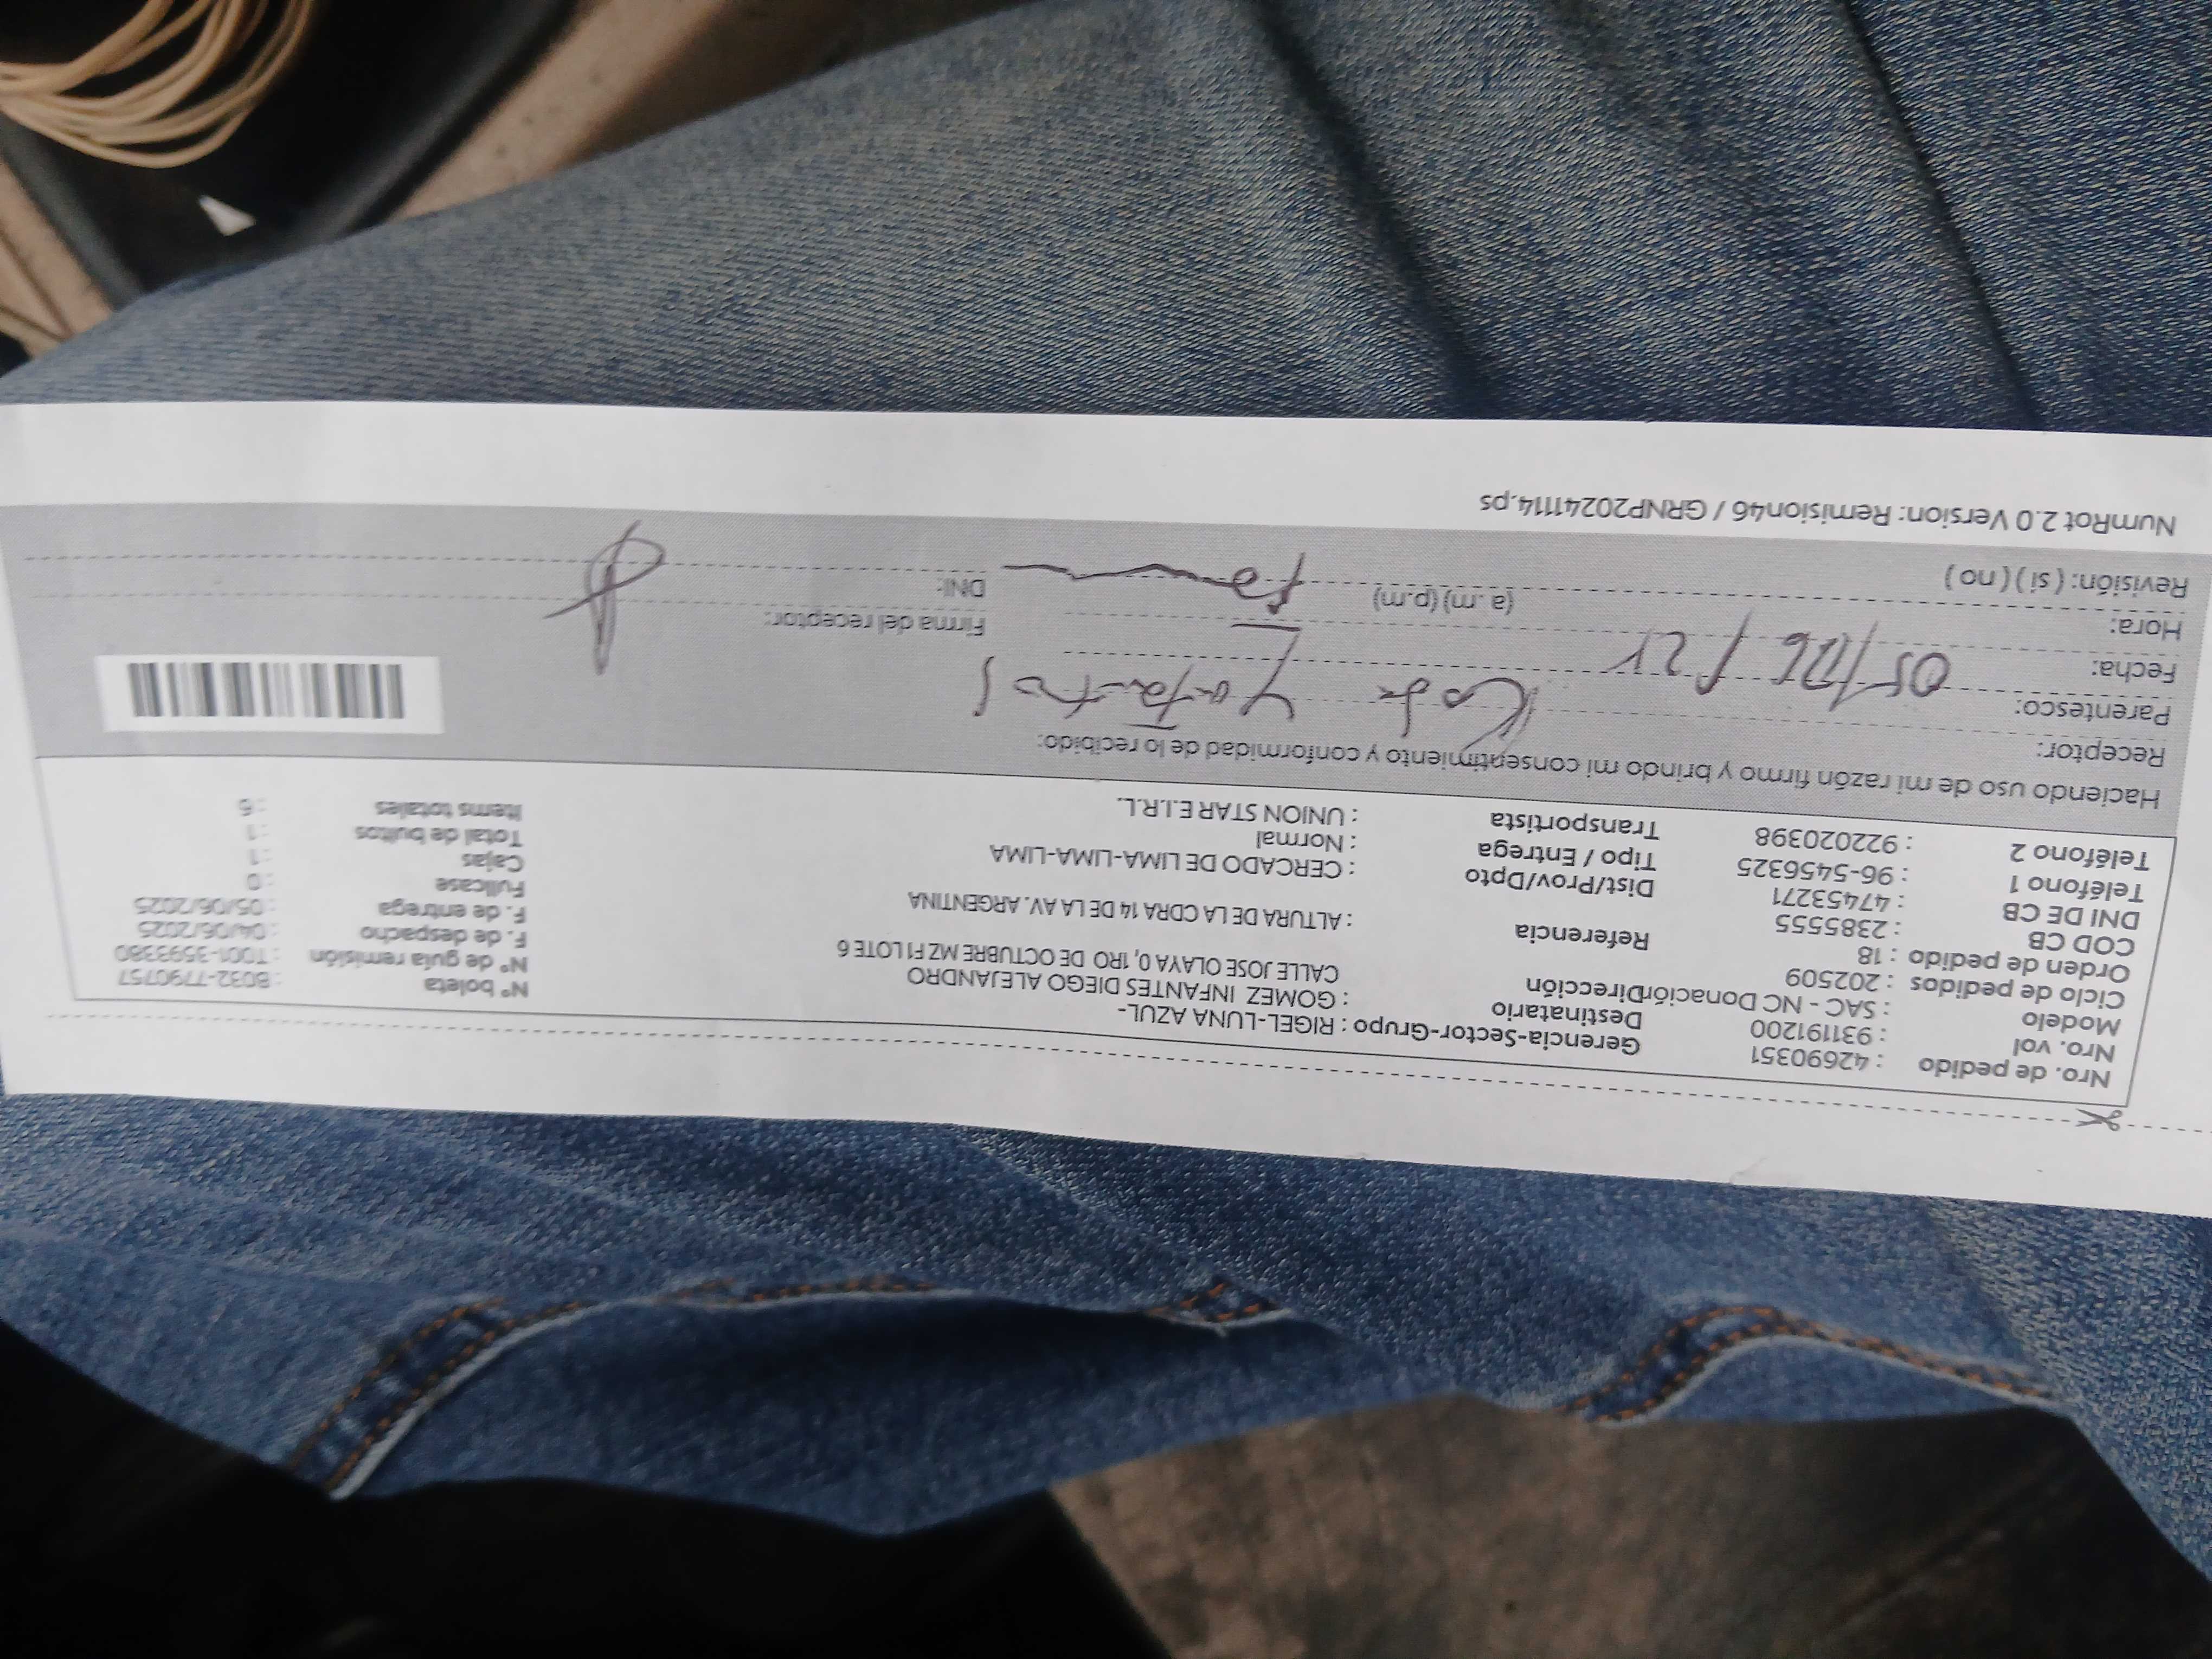 Nro. de pedido : 42690351 Gerencia-Sector-Grupo : RIGEL-LUNA AZUL-
Nro. vol : 931191200 Destinatario : GOMEZ INFANTES DIEGO ALEJANDRO Nº boleta : B032-7790757
Modelo : SAC - NC Donación Dirección CALLE JOSE OLAYA 0, 1RO DE OCTUBRE MZ F1 LOTE 6 Nº de guía remisión : T001-3593380
Ciclo de pedidos : 202509 F. de despacho : 04/06/2025
Orden de pedido : 18 Referencia : ALTURA DE LA CDRA 14 DE LA AV. ARGENTINA F. de entrega : 05/06/2025
COD CB : 2385555 Fullcase : 0
DNI DE CB : 47453271 Dist/Prov/Dpto : CERCADO DE LIMA-LIMA-LIMA Cajas : 1
Teléfono 1 : 96-5456325 Tipo / Entrega : Normal Total de bultos : 1
Teléfono 2 : 922020398 Transportista : UNION STAR E.I.R.L. Items totales : 6
Haciendo uso de mi razón firmo y brindo mi consentimiento y conformidad de lo recibido:
Receptor:
Parentesco:
Fecha: 05/06/25 Firma del receptor:
Hora: (a .m) (p.m) DNI:
Revisión: ( si ) ( no )
NumRot 2.0 Version: Remision46 / GRNP20241114.ps